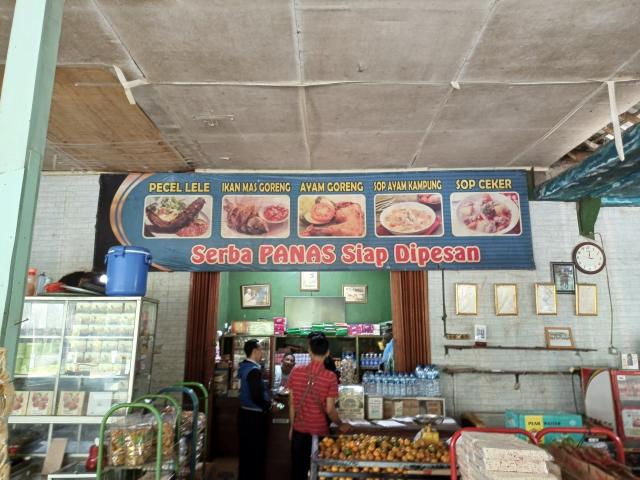 PECEL LELE
IKAN MAS GORENG
AYAM GORENG
SOP AYAM KAMPUNG
SOP CEKER
Serba PANAS Siap Dipesan